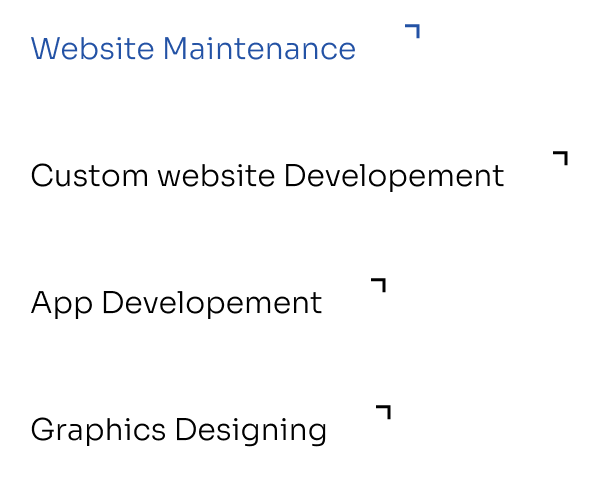 Website Maintenance
Custom website Developement
App Developement
Graphics Designing